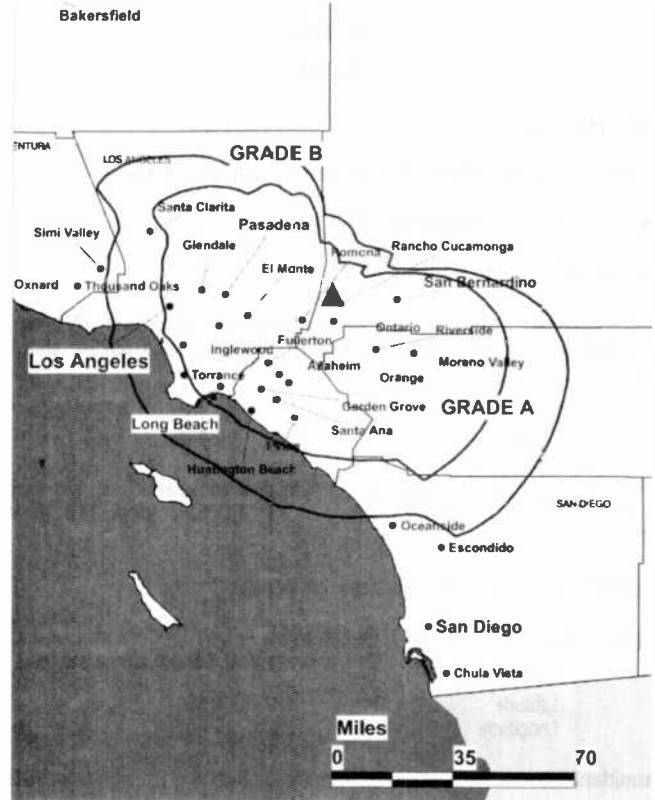 Bakersfield
ENTURA
LOS ANGELES
GRADE B
Santa Clarita
Pasadena
Simi Valley
Glendale
Pomona
Rancho Cucamonga
El Mante
Oxnard
Thousand Oaks
San Bernardino
Ontario
Riverside
Fullerton
Inglewood
Los Angeles
Anaheim
Moreno Valley
Torrance
Orange
Garden Grove
GRADE A
Long Beach
Santa Ana
Huntington Beach
SAN DIEGO
Oceanside
Escondido
San Diego
Chula Vista
Miles
0 35 70